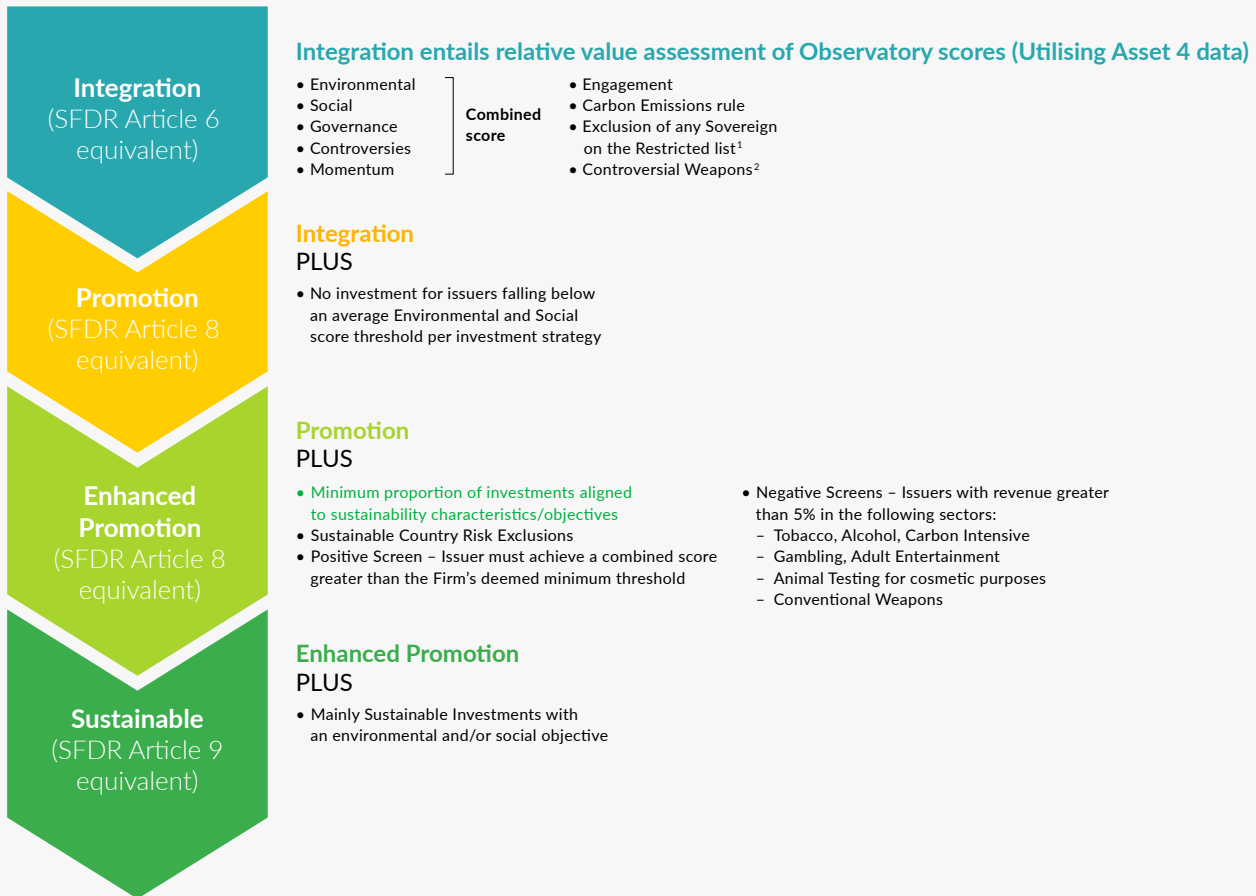 Integration
(SFDR Article 6
equivalent)
Integration entails relative value assessment of Observatory scores (Utilising Asset 4 data)
• Environmental
• Social
• Governance
• Controversies
• Momentum
Combined
score
• Engagement
• Carbon Emissions rule
• Exclusion of any Sovereign
on the Restricted list¹
• Controversial Weapons²
Promotion
(SFDR Article 8
equivalent)
Integration
PLUS
• No investment for issuers falling below
an average Environmental and Social
score threshold per investment strategy
Enhanced
Promotion
(SFDR Article 8
equivalent)
Promotion
PLUS
• Minimum proportion of investments aligned
to sustainability characteristics/objectives
• Sustainable Country Risk Exclusions
• Positive Screen – Issuer must achieve a combined score
greater than the Firm's deemed minimum threshold
• Negative Screens – Issuers with revenue greater
than 5% in the following sectors:
– Tobacco, Alcohol, Carbon Intensive
– Gambling, Adult Entertainment
– Animal Testing for cosmetic purposes
– Conventional Weapons
Sustainable
(SFDR Article 9
equivalent)
Enhanced Promotion
PLUS
• Mainly Sustainable Investments with
an environmental and/or social objective